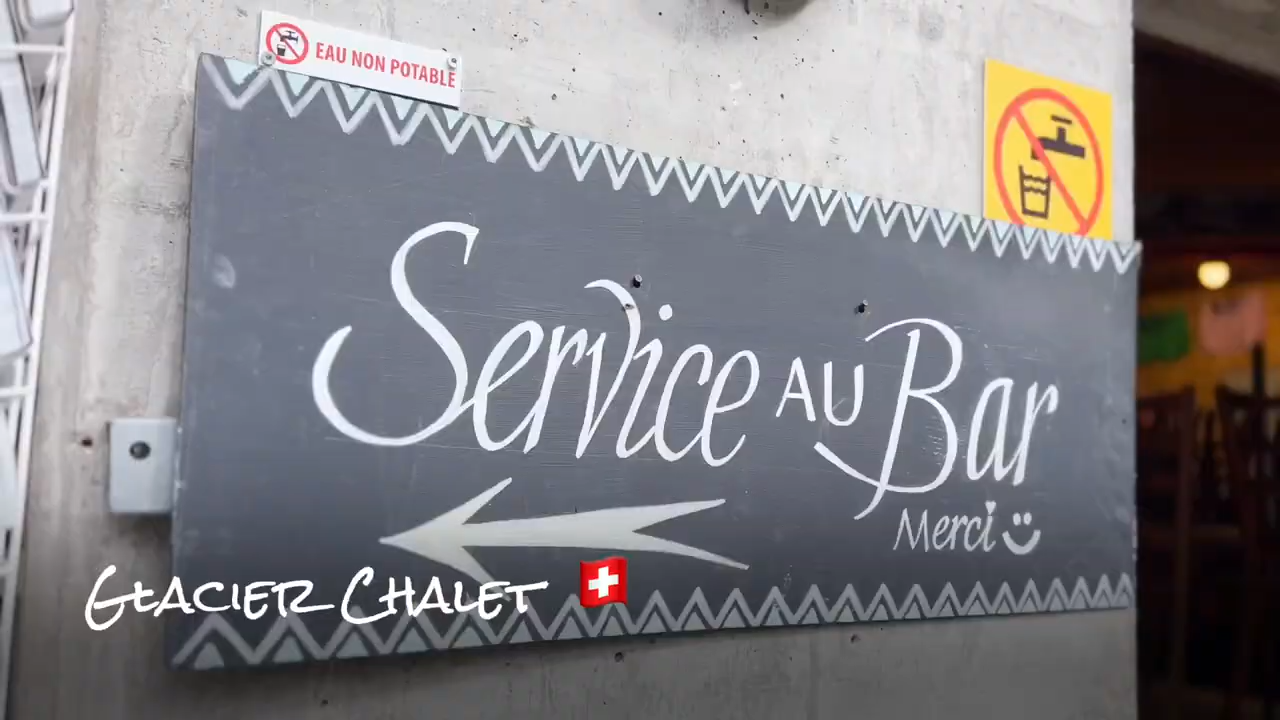 EAU NON POTABLE
Service AU Bar
Merci
Glacier Chalet 🇨🇭